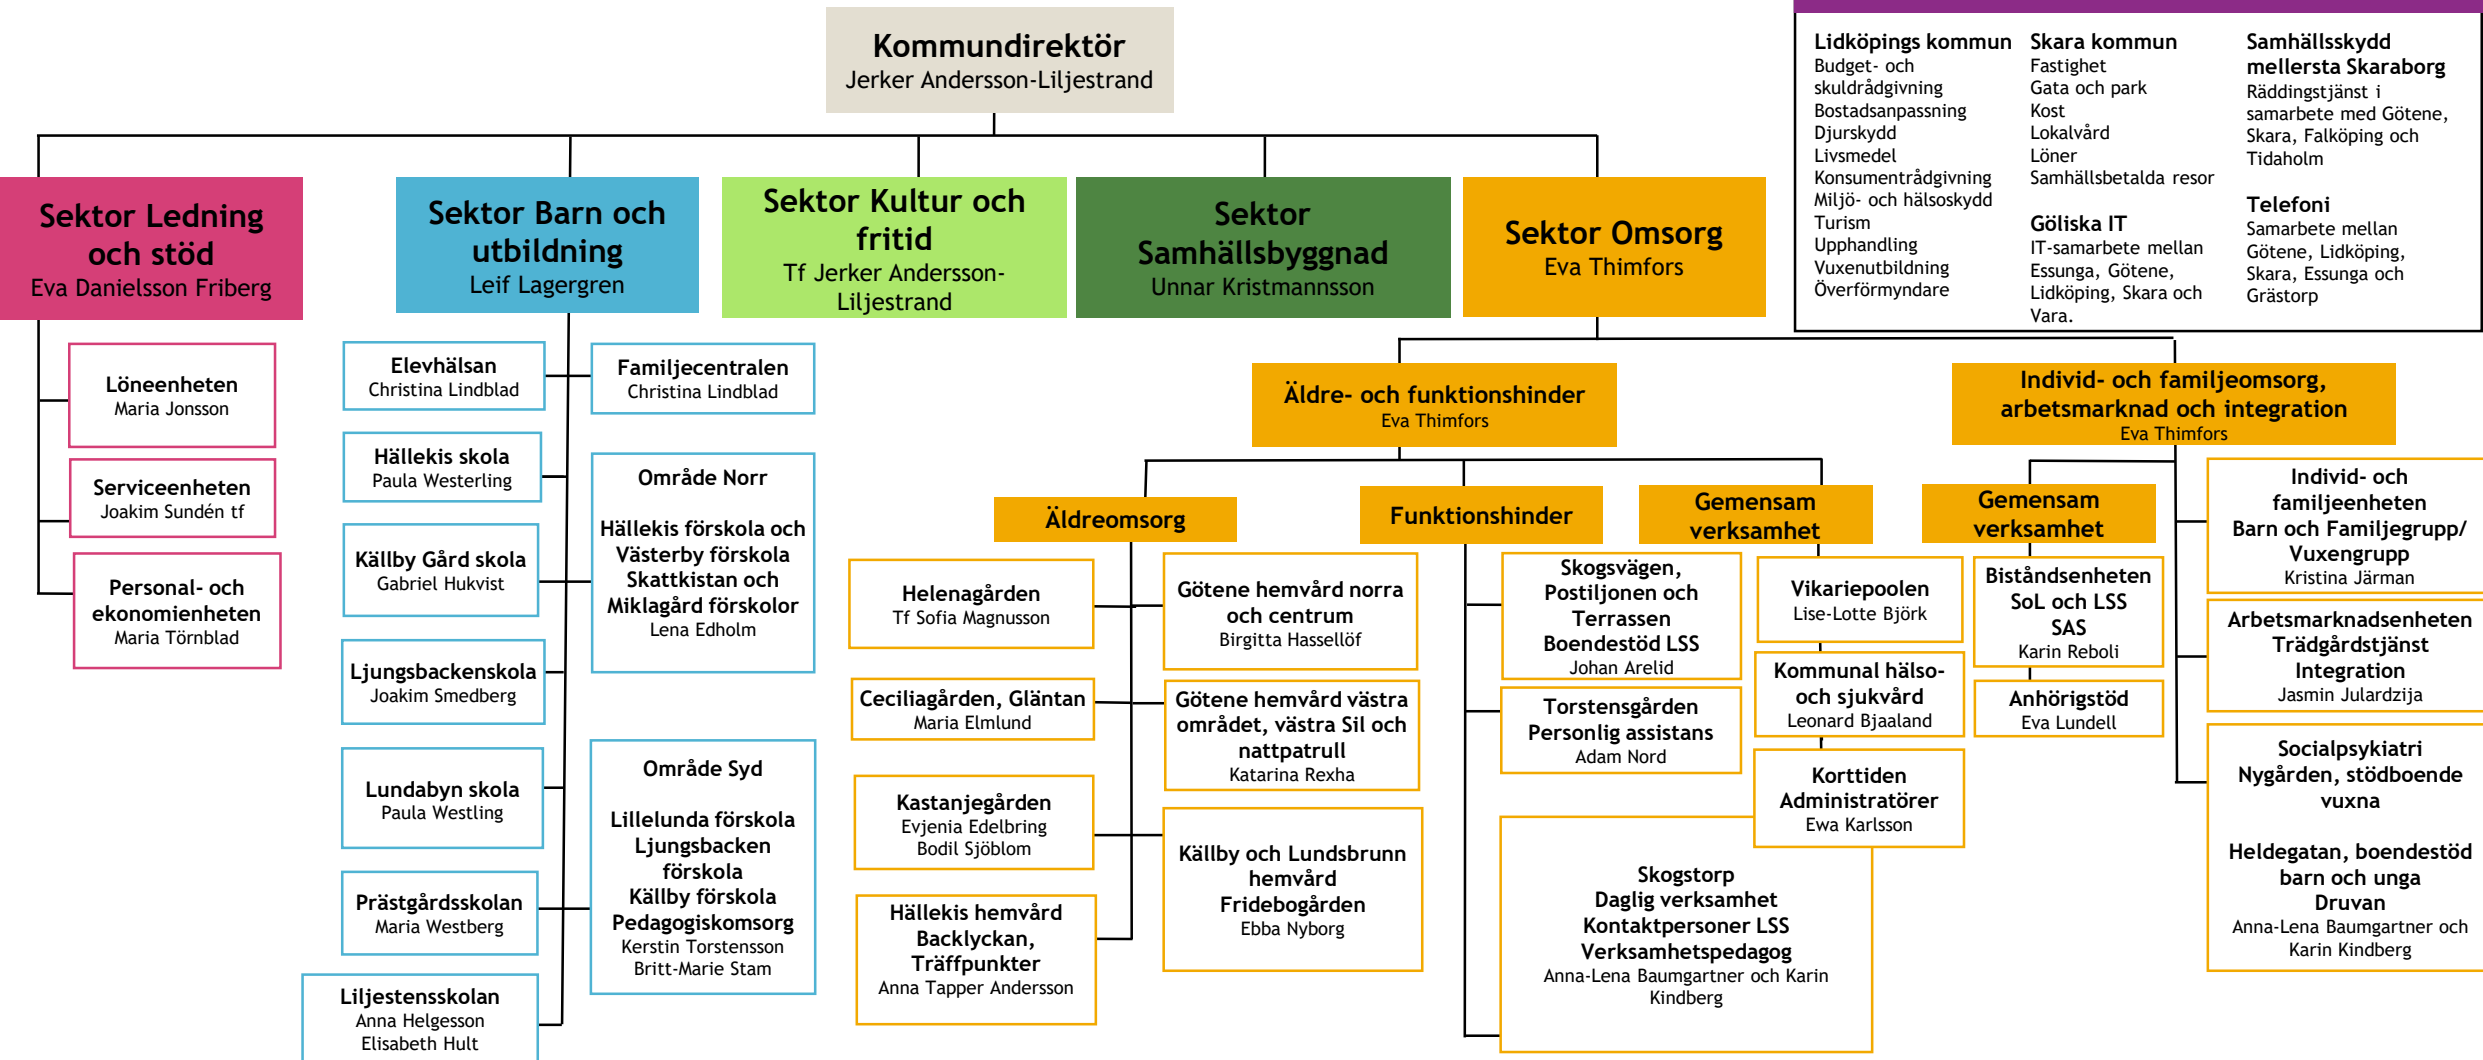 Kommundirektör
Jerker Andersson-Liljestrand
Lidköpings kommun
Budget- och
skuldrådgivning
Bostadsanpassning
Djurskydd
Livsmedel
Konsumentrådgivning
Miljö- och hälsoskydd
Turism
Upphandling
Vuxenutbildning
Överförmyndare
Skara kommun
Fastighet
Gata och park
Kost
Lokalvård
Löner
Samhällsbetalda resor
Göliska IT
IT-samarbete mellan
Essunga, Götene,
Lidköping, Skara och
Vara.
Samhällsskydd
mellersta Skaraborg
Räddingstjänst i
samarbete med Götene,
Skara, Falköping och
Tidaholm
Telefoni
Samarbete mellan
Götene, Lidköping,
Skara, Essunga och
Grästorp
Sektor Ledning
och stöd
Eva Danielsson Friberg
Sektor Barn och
utbildning
Leif Lagergren
Sektor Kultur och
fritid
Tf Jerker Andersson-
Liljestrand
Sektor
Samhällsbyggnad
Unnar Kristmannsson
Sektor Omsorg
Eva Thimfors
Löneenheten
Maria Jonsson
Serviceenheten
Joakim Sundén tf
Personal- och
ekonomienheten
Maria Törnblad
Elevhälsan
Christina Lindblad
Familjecentralen
Christina Lindblad
Hällekis skola
Paula Westerling
Källby Gård skola
Gabriel Hukvist
Ljungsbackenskola
Joakim Smedberg
Lundabyn skola
Paula Westling
Prästgårdsskolan
Maria Westberg
Liljestensskolan
Anna Helgesson
Elisabeth Hult
Område Norr
Hällekis förskola och
Västerby förskola
Skattkistan och
Miklagård förskolor
Lena Edholm
Område Syd
Lillelunda förskola
Ljungsbacken
förskola
Källby förskola
Pedagogiskomsorg
Kerstin Torstensson
Britt-Marie Stam
Äldre- och funktionshinder
Eva Thimfors
Individ- och familjeomsorg,
arbetsmarknad och integration
Eva Thimfors
Äldreomsorg
Helenagården
Tf Sofia Magnusson
Ceciliagården, Gläntan
Maria Elmlund
Kastanjegården
Evjenia Edelbring
Bodil Sjöblom
Hällekis hemvård
Backlyckan,
Träffpunkter
Anna Tapper Andersson
Götene hemvård norra
och centrum
Birgitta Hassellöf
Götene hemvård västra
området, västra Sil och
nattpatrull
Katarina Rexha
Källby och Lundsbrunn
hemvård
Fridebogården
Ebba Nyborg
Funktionshinder
Skogsvägen,
Postiljonen och
Terrassen
Boendestöd LSS
Johan Arelid
Torstensgården
Personlig assistans
Adam Nord
Skogstorp
Daglig verksamhet
Kontaktpersoner LSS
Verksamhetspedagog
Anna-Lena Baumgartner och Karin
Kindberg
Gemensam
verksamhet
Vikariepoolen
Lise-Lotte Björk
Kommunal hälso-
och sjukvård
Leonard Bjaaland
Korttiden
Administratörer
Ewa Karlsson
Gemensam
verksamhet
Biståndsenheten
SoL och LSS
SAS
Karin Reboli
Anhörigstöd
Eva Lundell
Individ- och
familjeenheten
Barn och Familjegrupp/
Vuxengrupp
Kristina Järman
Arbetsmarknadsenheten
Trädgårdstjänst
Integration
Jasmin Julardzija
Socialpsykiatri
Nygården, stödboende
vuxna
Heldegatan, boendestöd
barn och unga
Druvan
Anna-Lena Baumgartner och
Karin Kindberg